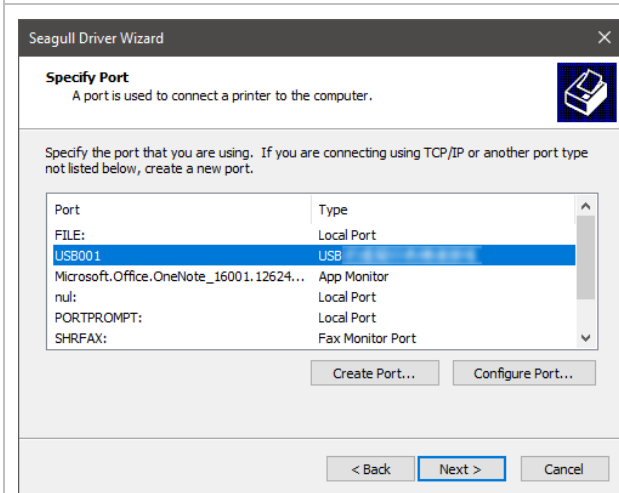 Seagull Driver Wizard
Specify Port
A port is used to connect a printer to the computer.
Specify the port that you are using. If you are connecting using TCP/IP or another port type
not listed below, create a new port.
Port Type
FILE: Local Port
USB001 USB
Microsoft.Office.OneNote_16001.12624... App Monitor
nul: Local Port
PORTPROMPT: Local Port
SHRFAX: Fax Monitor Port
Create Port... Configure Port...
< Back Next > Cancel